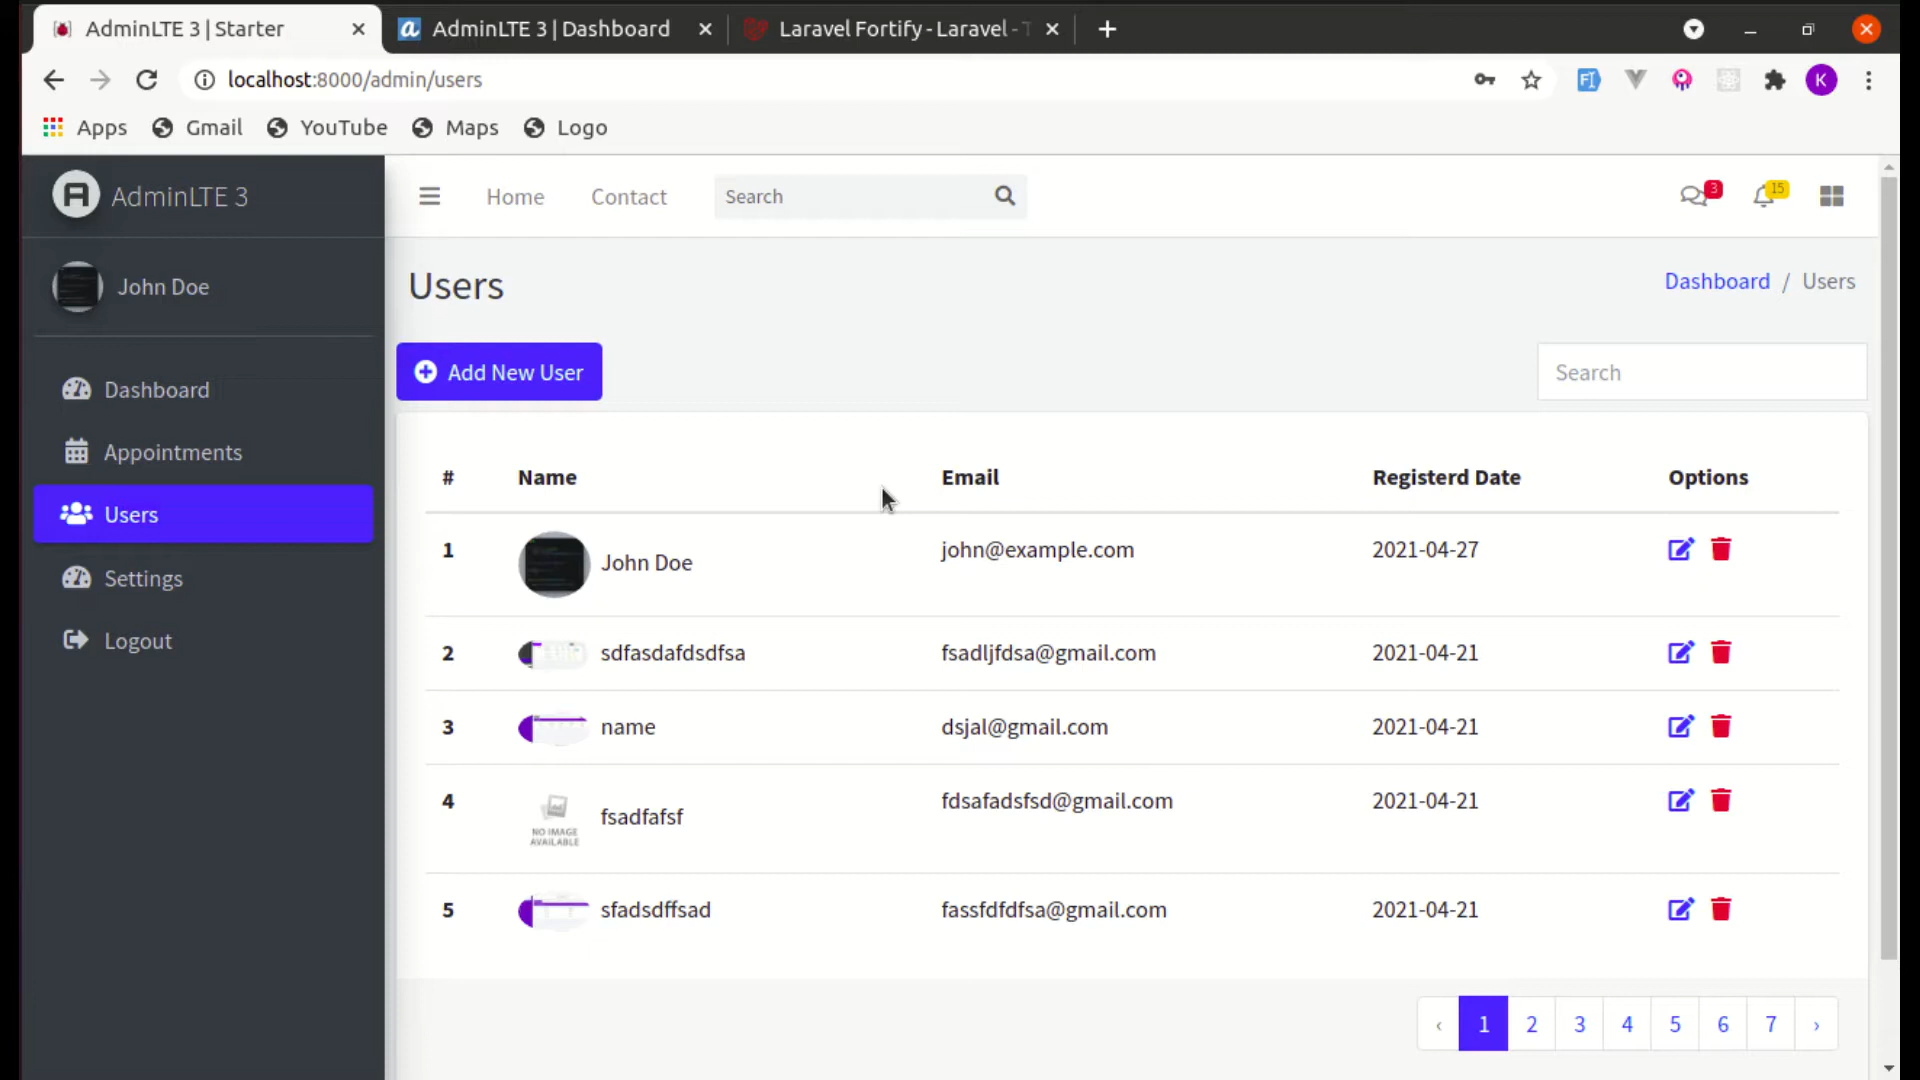 AdminLTE 3 | Starter
AdminLTE 3 | Dashboard
Laravel Fortify - Laravel -
localhost:8000/admin/users
K
Apps
Gmail
YouTube
Maps
Logo
AdminLTE 3
Home
Contact
Search
3
15
John Doe
Users
Dashboard / Users
Dashboard
Appointments
Users
Settings
Logout
Add New User
Search
# Name Email Registerd Date Options
1 John Doe john@example.com 2021-04-27
2 sdfasdafdsdfsa fsadljfdsa@gmail.com 2021-04-21
3 name dsjal@gmail.com 2021-04-21
4 NO IMAGE AVAILABLE fsadfafsf fdsafadsfsd@gmail.com 2021-04-21
5 sfadsdffsad fassfdfdfsa@gmail.com 2021-04-21
‹ 1 2 3 4 5 6 7 ›